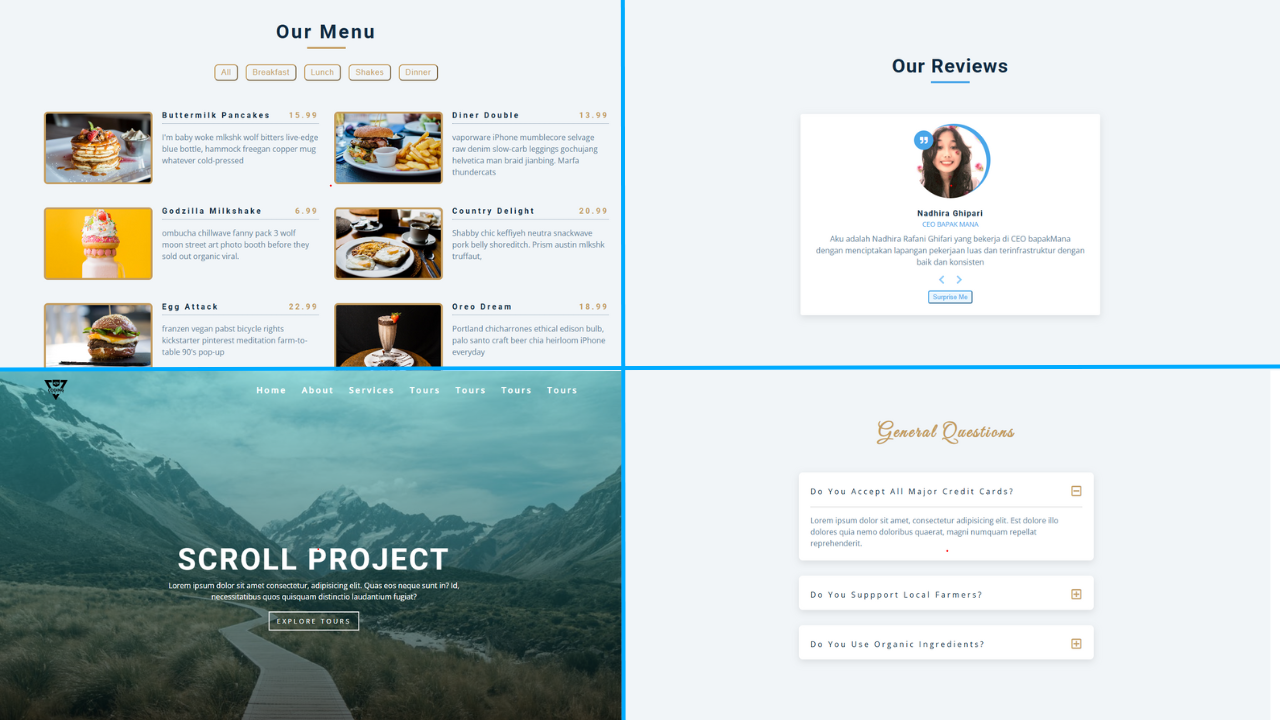 Our Menu
All
Breakfast
Lunch
Shakes
Dinner
Buttermilk Pancakes 15.99
I'm baby woke mlkshk wolf bitters live-edge
blue bottle, hammock freegan copper mug
whatever cold-pressed
Diner Double 13.99
vaporware iPhone mumblecore selvage
raw denim slow-carb leggings gochujang
helvetica man braid jianbing. Marfa
thundercats
Godzilla Milkshake 6.99
ombucha chillwave fanny pack 3 wolf
moon street art photo booth before they
sold out organic viral.
Country Delight 20.99
Shabby chic keffiyeh neutra snackwave
pork belly shoreditch. Prism austin mlkshk
truffaut,
Egg Attack 22.99
franzen vegan pabst bicycle rights
kickstarter pinterest meditation farm-to-
table 90's pop-up
Oreo Dream 18.99
Portland chicharrones ethical edison bulb,
palo santo craft beer chia heirloom iPhone
everyday
Our Reviews
Nadhira Ghipari
CEO BAPAK MANA
Aku adalah Nadhira Rafani Ghifari yang bekerja di CEO bapakMana
dengan menciptakan lapangan pekerjaan luas dan terinfrastruktur dengan
baik dan konsisten
Surprise Me
Home About Services Tours Tours Tours Tours
SCROLL PROJECT
Lorem ipsum dolor sit amet consectetur, adipisicing elit. Quas eos neque sunt in? Id,
necessitatibus quos quisquam distinctio laudantium fugiat?
EXPLORE TOURS
General Questions
Do You Accept All Major Credit Cards?
Lorem ipsum dolor sit amet, consectetur adipisicing elit. Est dolore illo
dolores quia nemo doloribus quaerat, magni numquam repellat
reprehenderit.
Do You Suppport Local Farmers?
Do You Use Organic Ingredients?